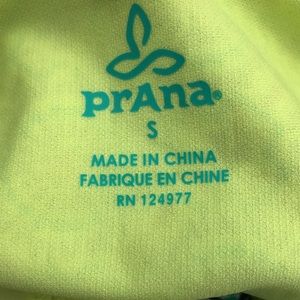 prAna®
S
MADE IN CHINA
FABRIQUE EN CHINE
RN 124977